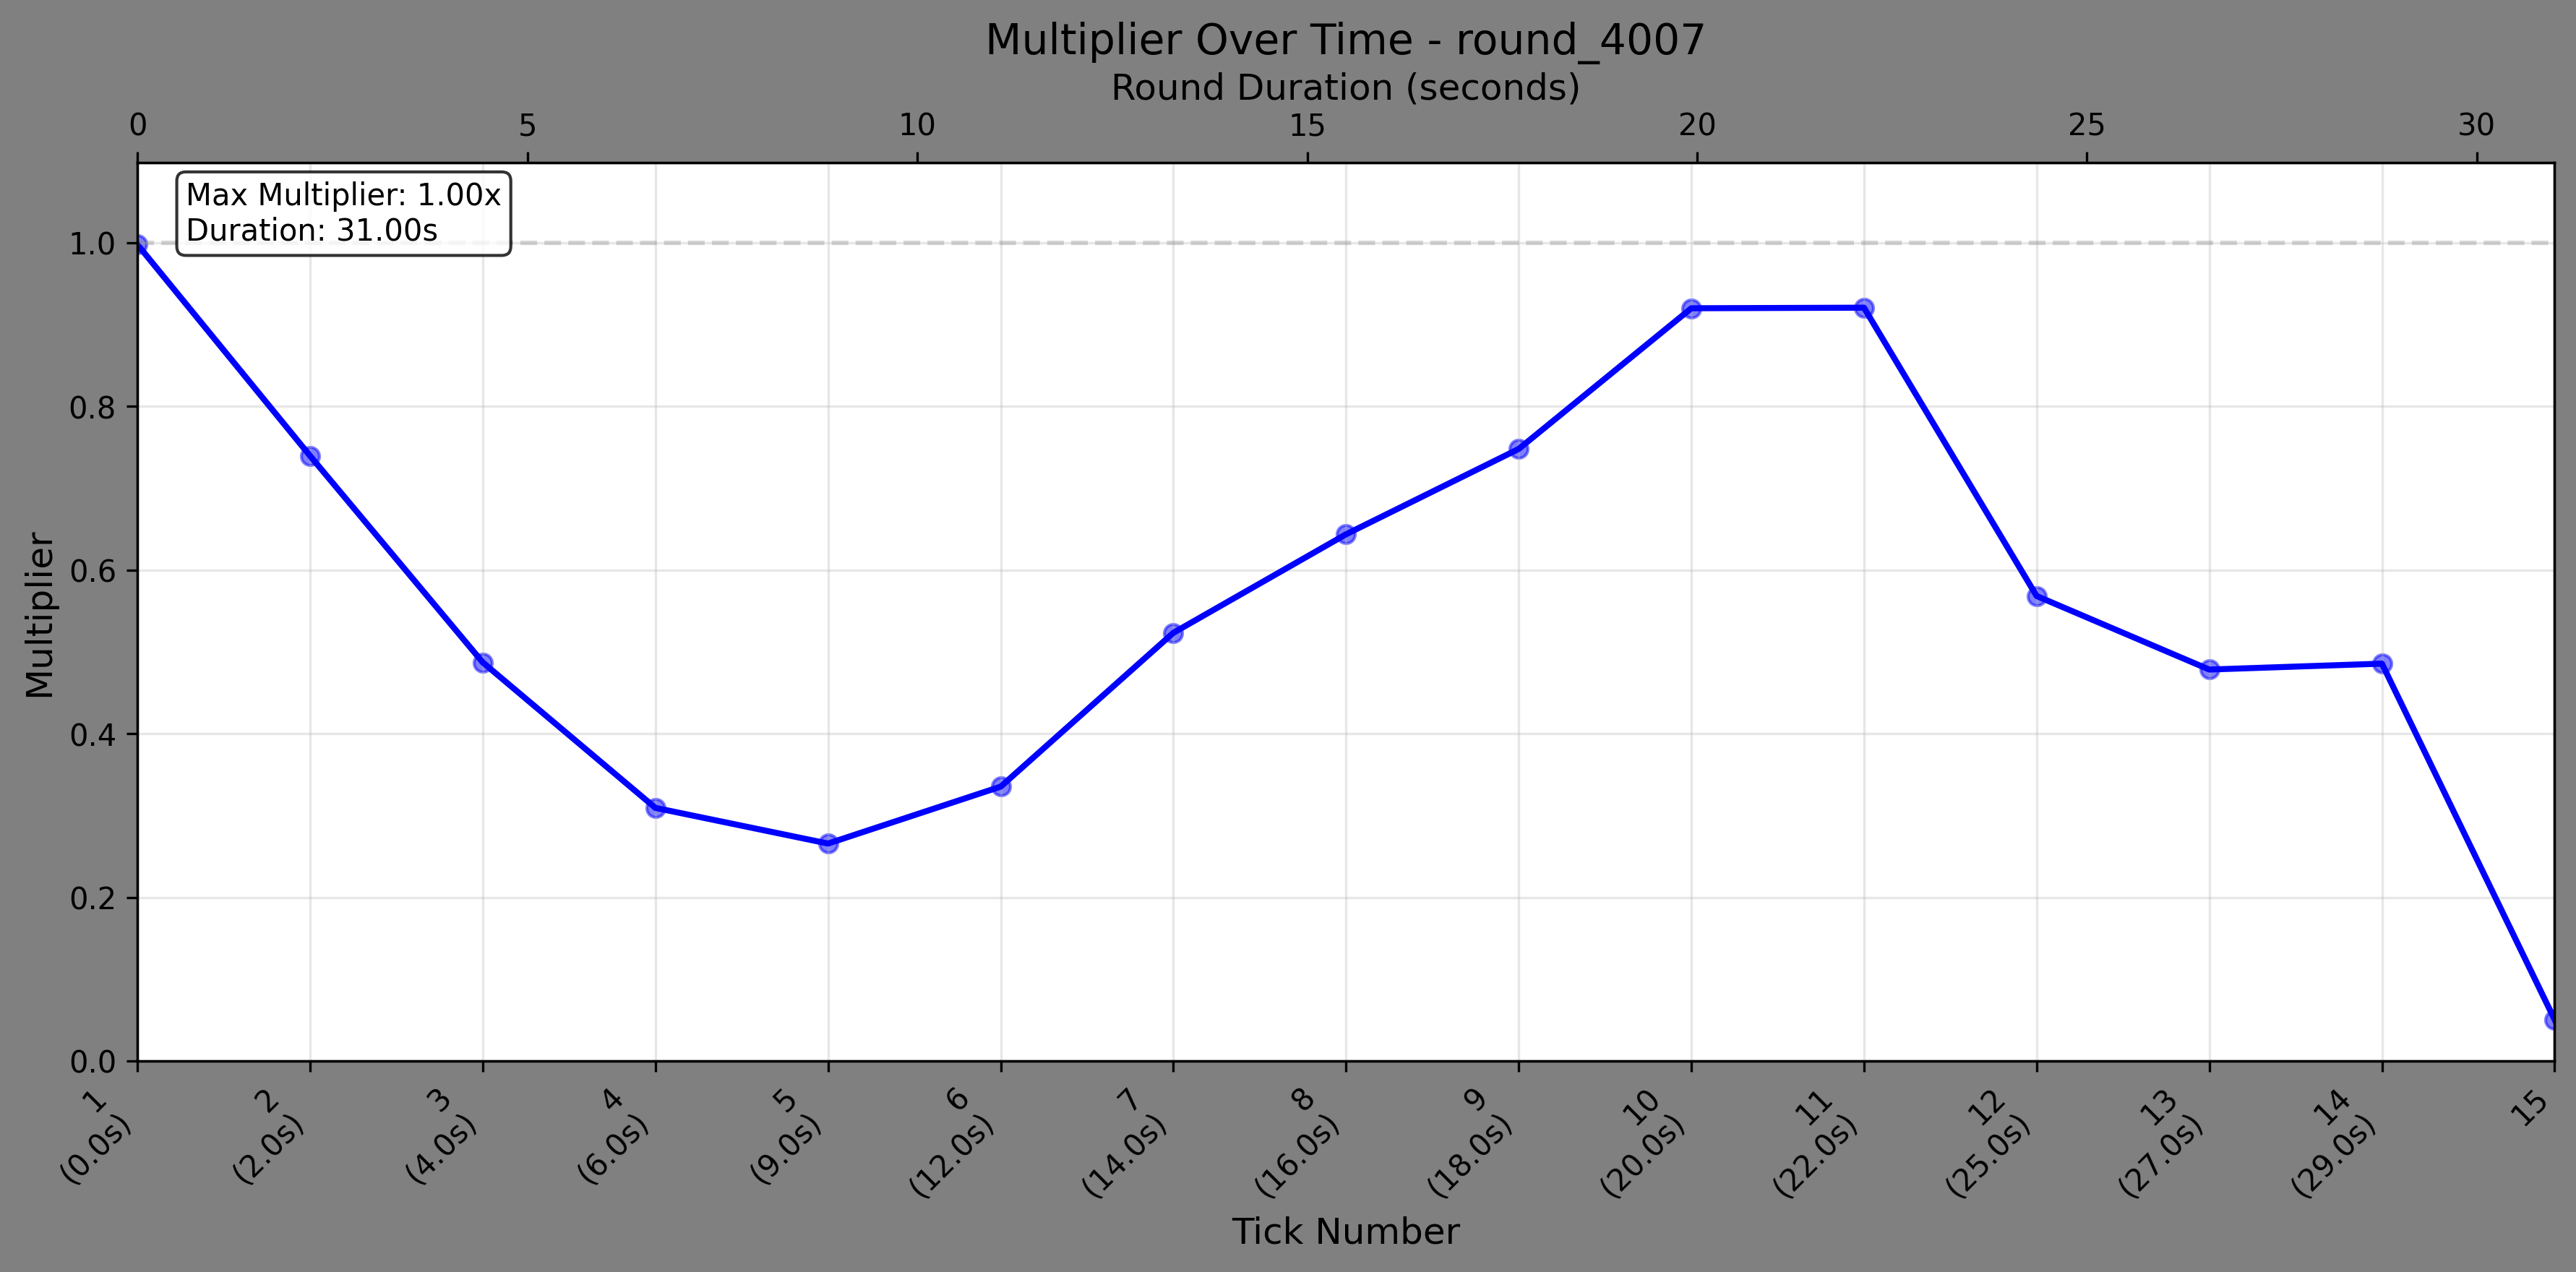 Multiplier Over Time - round_4007
Round Duration (seconds)
0 5 10 15 20 25 30
Max Multiplier: 1.00x
Duration: 31.00s
Multiplier
1.0
0.8
0.6
0.4
0.2
0.0
1
(0.0s)
2
(2.0s)
3
(4.0s)
4
(6.0s)
5
(9.0s)
6
(12.0s)
7
(14.0s)
8
(16.0s)
9
(18.0s)
10
(20.0s)
11
(22.0s)
12
(25.0s)
13
(27.0s)
14
(29.0s)
15
Tick Number